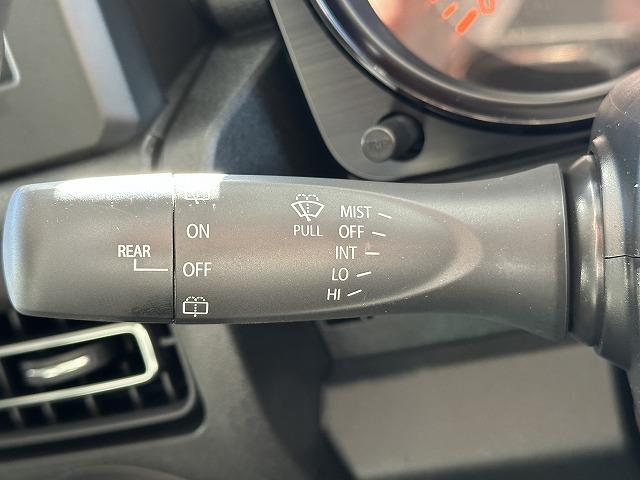 REAR
ON
OFF
PULL
MIST
OFF
INT
LO
HI